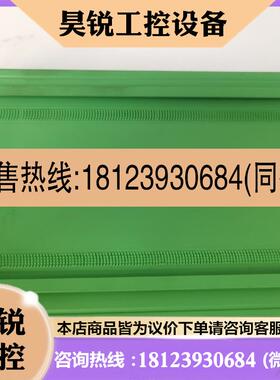 昊锐工控设备
售热线:18123930684(同
锐
控
本店商品皆为议价下单请咨询客服
咨询热线:18123930684 (微